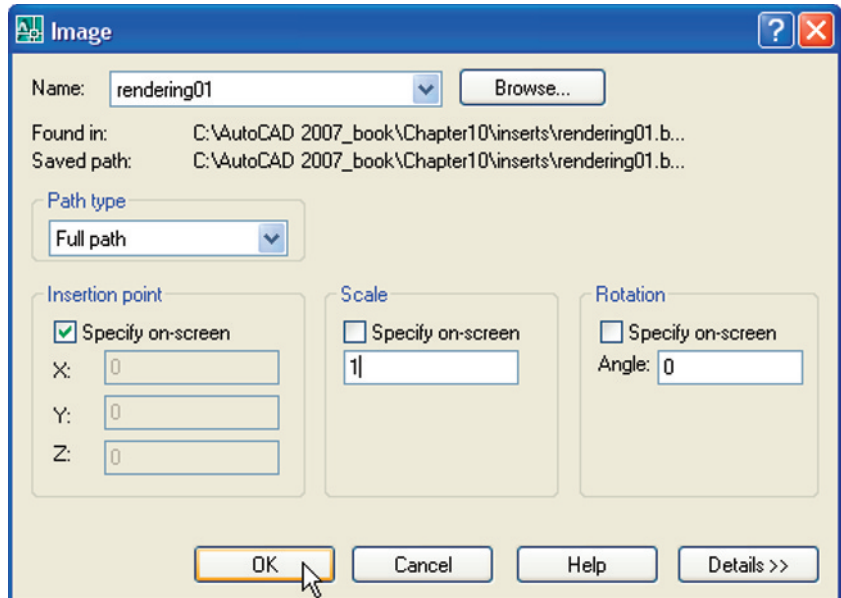 Image
Name: rendering01 Browse...
Found in: C:\AutoCAD 2007_book\Chapter10\inserts\rendering01.b...
Saved path: C:\AutoCAD 2007_book\Chapter10\inserts\rendering01.b...
Path type
Full path
Insertion point
Specify on-screen
X: 0
Y: 0
Z: 0
Scale
Specify on-screen
1
Rotation
Specify on-screen
Angle: 0
OK Cancel Help Details >>